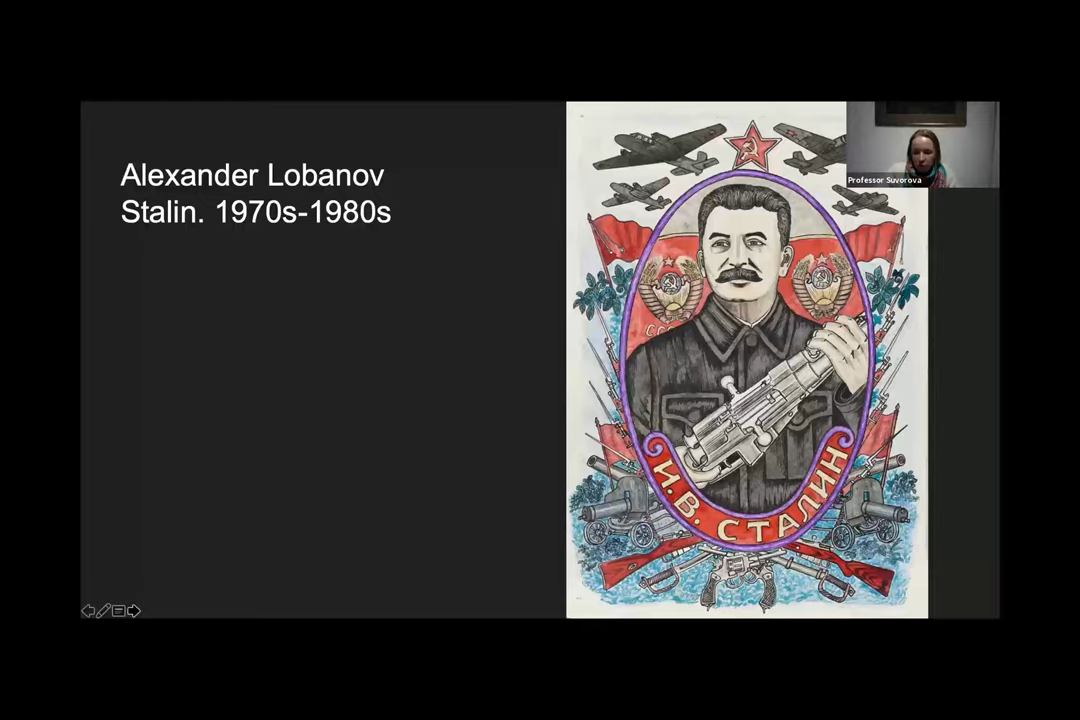 Alexander Lobanov
Stalin. 1970s-1980s
Professor Suvorova
И. В. СТАЛИН